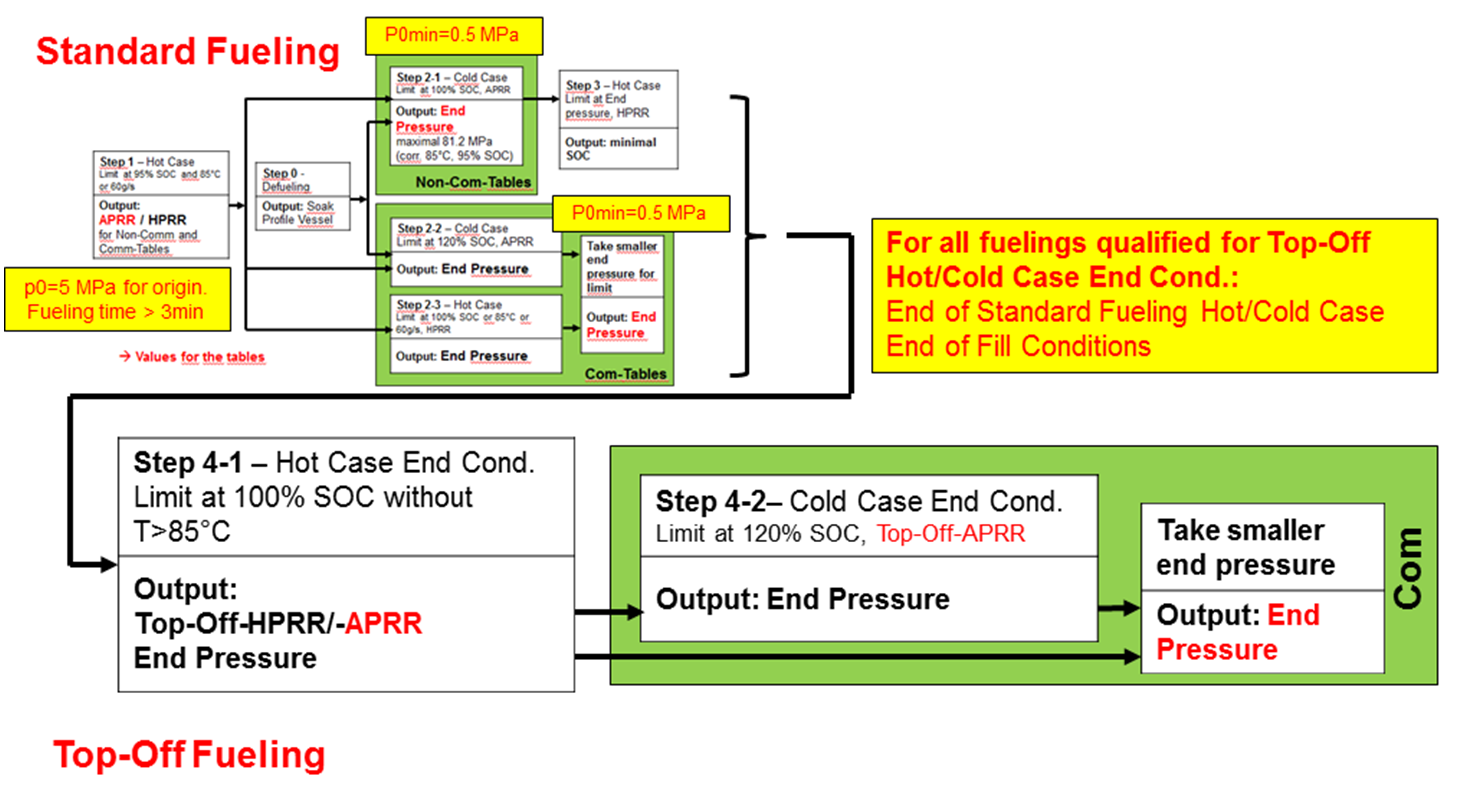 Standard Fueling
P0min=0.5 MPa
Step 2-1 – Cold Case
Limit at 100% SOC, APRR
Output: End
Pressure
maximal 81.2 MPa
(corr. 85°C, 95% SOC)
Non-Com-Tables
Step 3 – Hot Case
Limit at End
pressure, HPRR
Output: minimal
SOC
Step 1 – Hot Case
Limit at 95% SOC and 85°C
or 60g/s
Output:
APRR / HPRR
for Non-Comm and
Comm-Tables
Step 0 -
Defueling
Output: Soak
Profile Vessel
P0min=0.5 MPa
Step 2-2 – Cold Case
Limit at 120% SOC, APRR
Output: End Pressure
Take smaller
end
pressure for
limit
Output: End
Pressure
Step 2-3 – Hot Case
Limit at 100% SOC or 85°C or
60g/s, HPRR
Output: End Pressure
Com-Tables
p0=5 MPa for origin.
Fueling time > 3min
→ Values for the tables
For all fuelings qualified for Top-Off
Hot/Cold Case End Cond.:
End of Standard Fueling Hot/Cold Case
End of Fill Conditions
Step 4-1 – Hot Case End Cond.
Limit at 100% SOC without
T>85°C
Output:
Top-Off-HPRR/-APRR
End Pressure
Step 4-2– Cold Case End Cond.
Limit at 120% SOC, Top-Off-APRR
Output: End Pressure
Take smaller
end pressure
Output: End
Pressure
Com
Top-Off Fueling